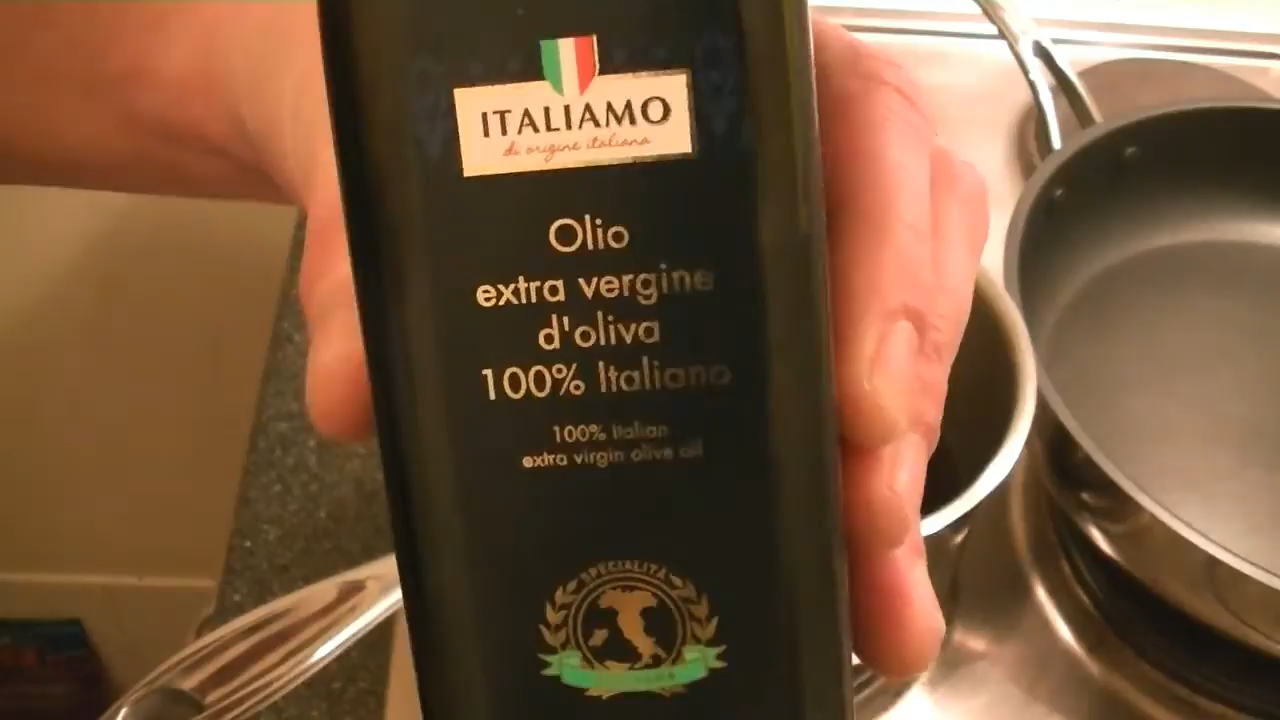 ITALIAMO
di origine italiana
Olio
extra vergine
d'oliva
100% Italiano
100% Italian
extra virgin olive oil
SPECIALITÀ